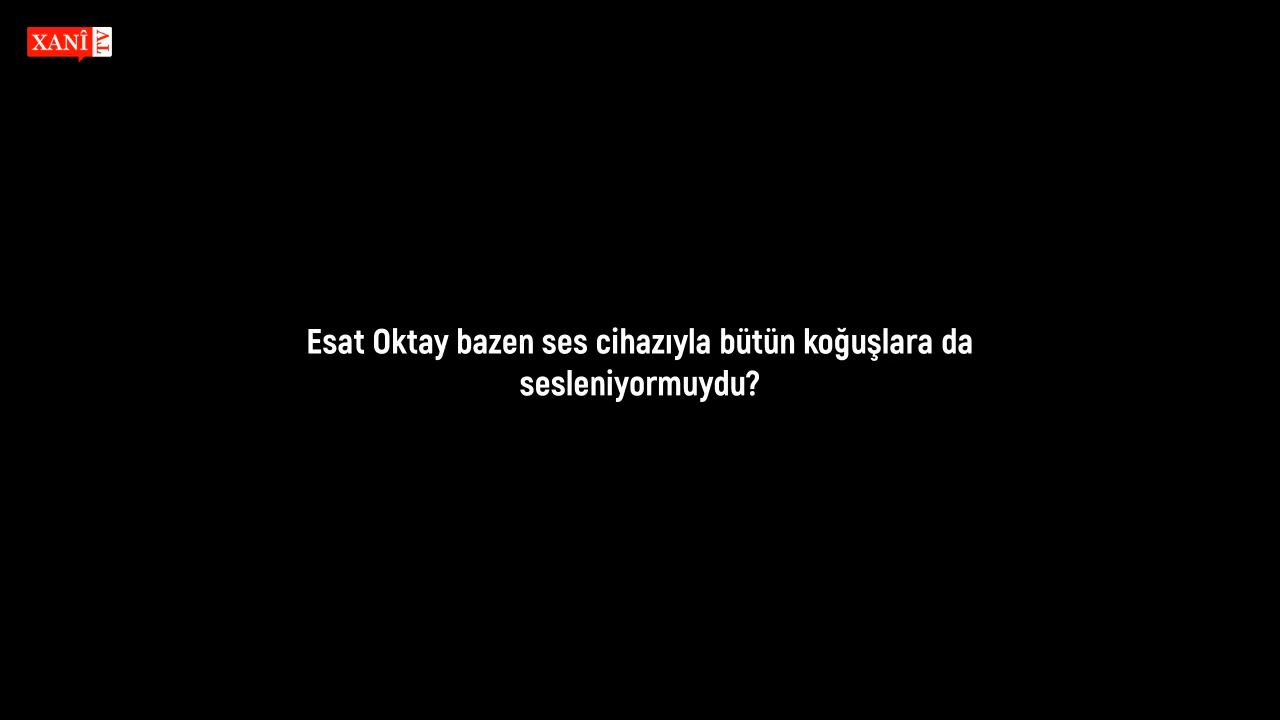 XANÎ TV
Esat Oktay bazen ses cihazıyla bütün koğuşlara da
sesleniyormuydu?